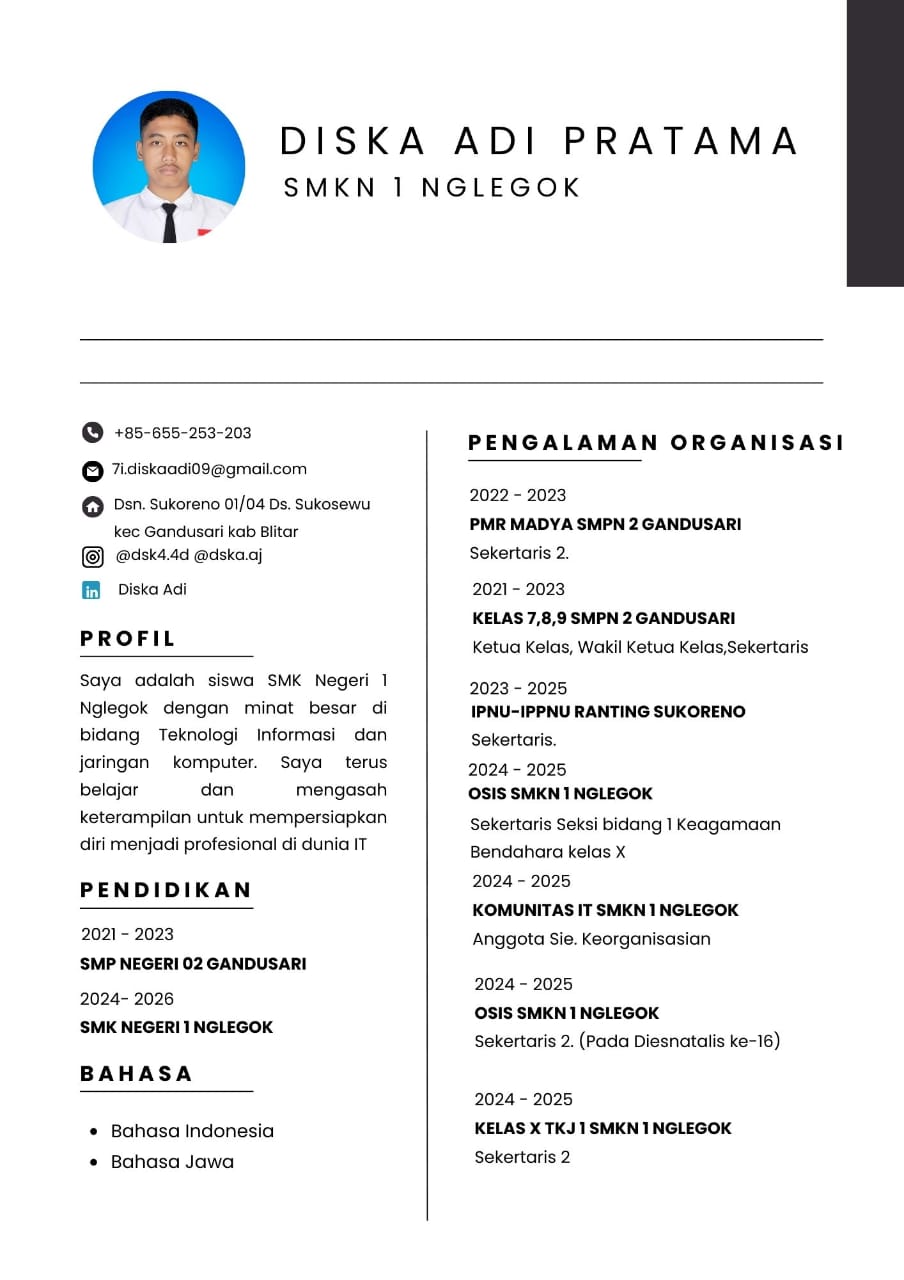 DISKA ADI PRATAMA
SMKN 1 NGLEGOK
+85-655-253-203
7i.diskaadi09@gmail.com
Dsn. Sukoreno 01/04 Ds. Sukosewu
kec Gandusari kab Blitar
@dsk4.4d @dska.aj
in Diska Adi
PROFIL
Saya adalah siswa SMK Negeri 1
Nglegok dengan minat besar di
bidang Teknologi Informasi dan
jaringan komputer. Saya terus
belajar dan mengasah
keterampilan untuk mempersiapkan
diri menjadi profesional di dunia IT
PENDIDIKAN
2021 - 2023
SMP NEGERI 02 GANDUSARI
2024- 2026
SMK NEGERI 1 NGLEGOK
BAHASA
• Bahasa Indonesia
• Bahasa Jawa
PENGALAMAN ORGANISASI
2022 - 2023
PMR MADYA SMPN 2 GANDUSARI
Sekertaris 2.
2021 - 2023
KELAS 7,8,9 SMPN 2 GANDUSARI
Ketua Kelas, Wakil Ketua Kelas,Sekertaris
2023 - 2025
IPNU-IPPNU RANTING SUKORENO
Sekertaris.
2024 - 2025
OSIS SMKN 1 NGLEGOK
Sekertaris Seksi bidang 1 Keagamaan
Bendahara kelas X
2024 - 2025
KOMUNITAS IT SMKN 1 NGLEGOK
Anggota Sie. Keorganisasian
2024 - 2025
OSIS SMKN 1 NGLEGOK
Sekertaris 2. (Pada Diesnatalis ke-16)
2024 - 2025
KELAS X TKJ 1 SMKN 1 NGLEGOK
Sekertaris 2